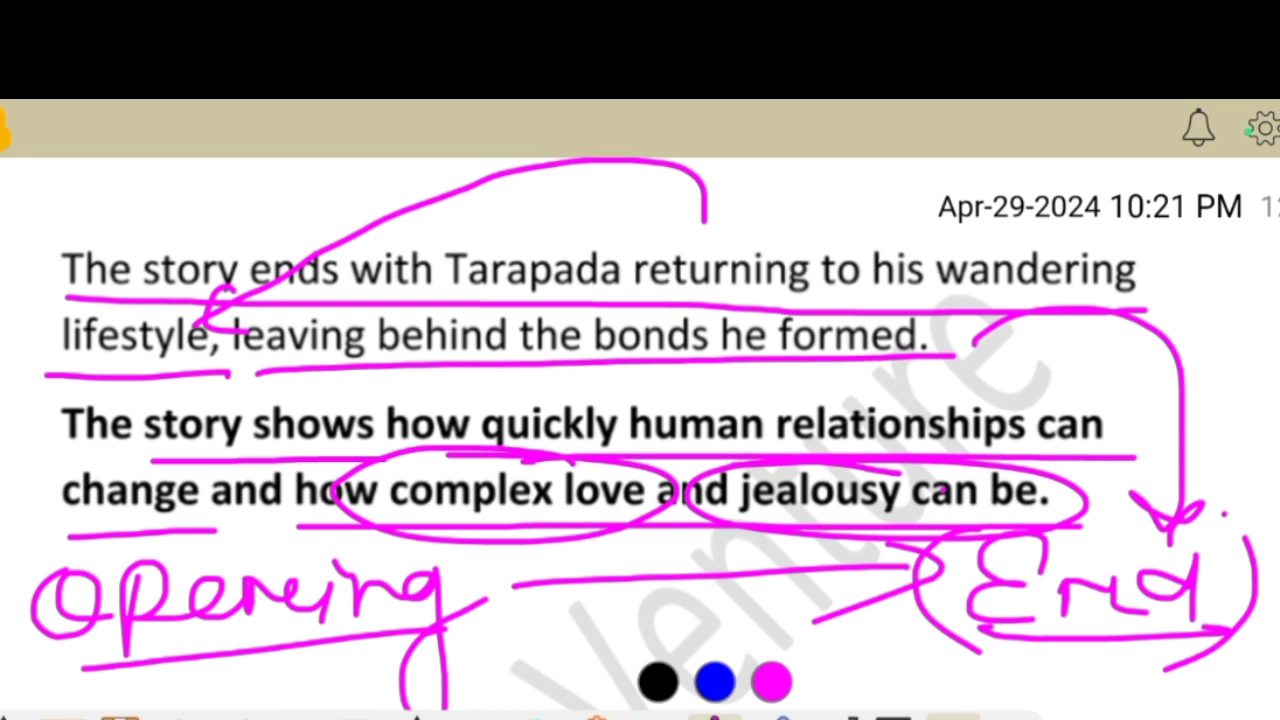 Apr-29-2024 10:21 PM
The story ends with Tarapada returning to his wandering
lifestyle, leaving behind the bonds he formed.
The story shows how quickly human relationships can
change and how complex love and jealousy can be.
Opening End
Venture